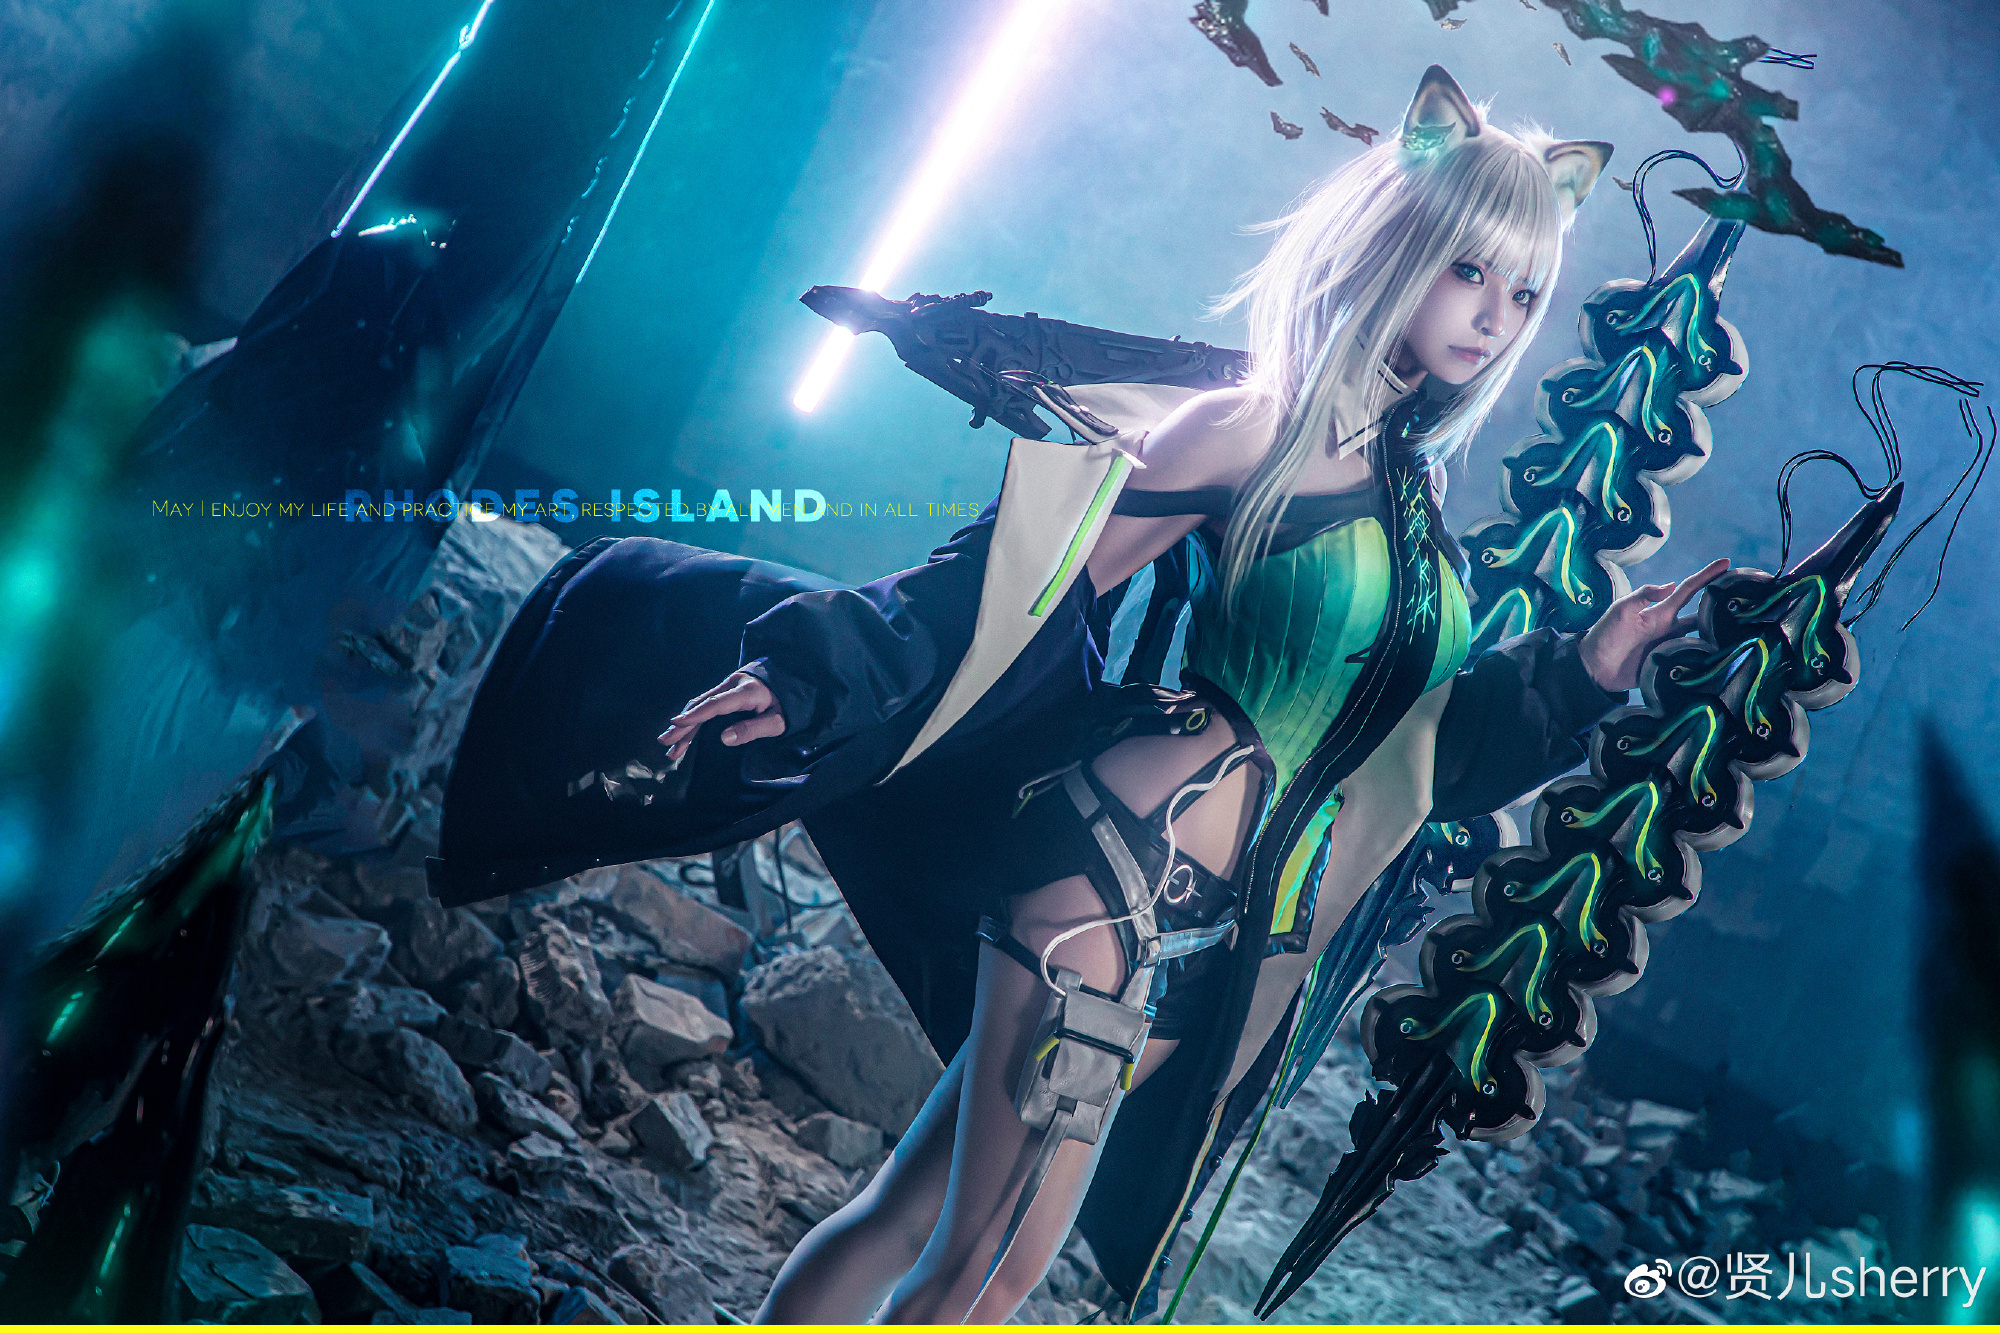 RHODES ISLAND
MAY I ENJOY MY LIFE AND PRACTICE MY ART, RESPECTED BY ALL MEN AND IN ALL TIMES
@贤儿sherry